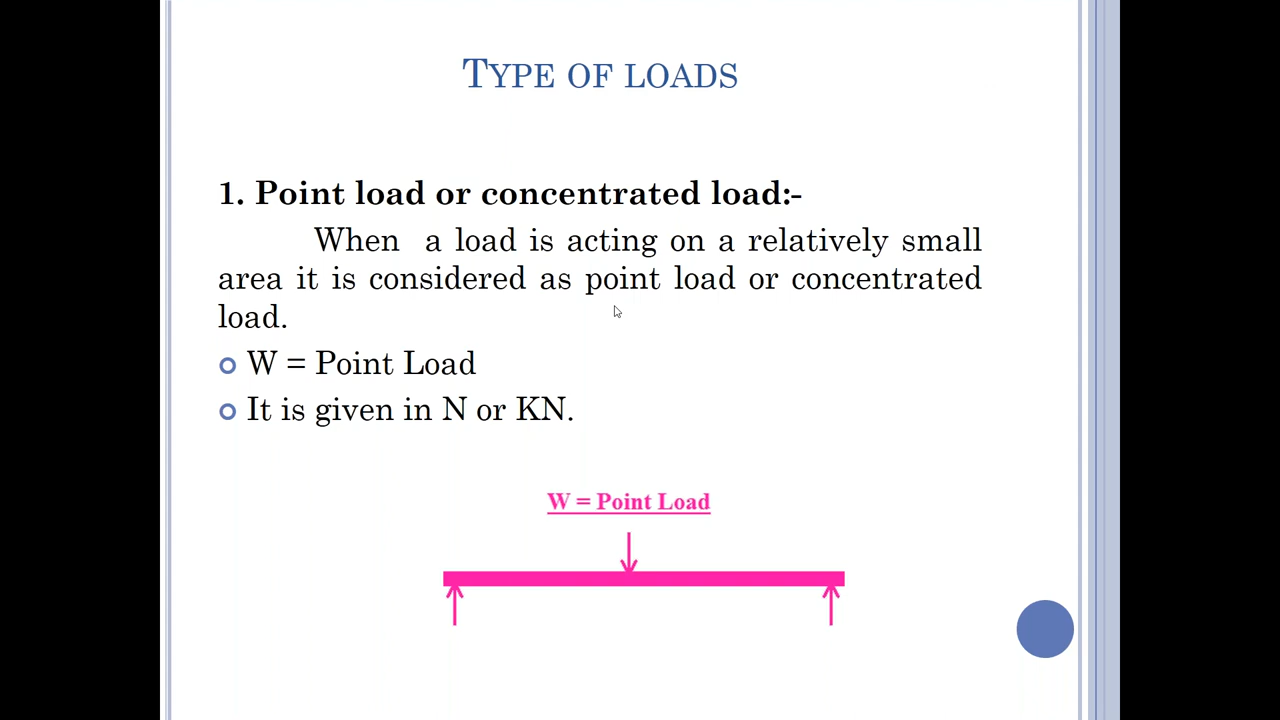 TYPE OF LOADS
1. Point load or concentrated load:-
When a load is acting on a relatively small
area it is considered as point load or concentrated
load.
W = Point Load
It is given in N or KN.
W = Point Load